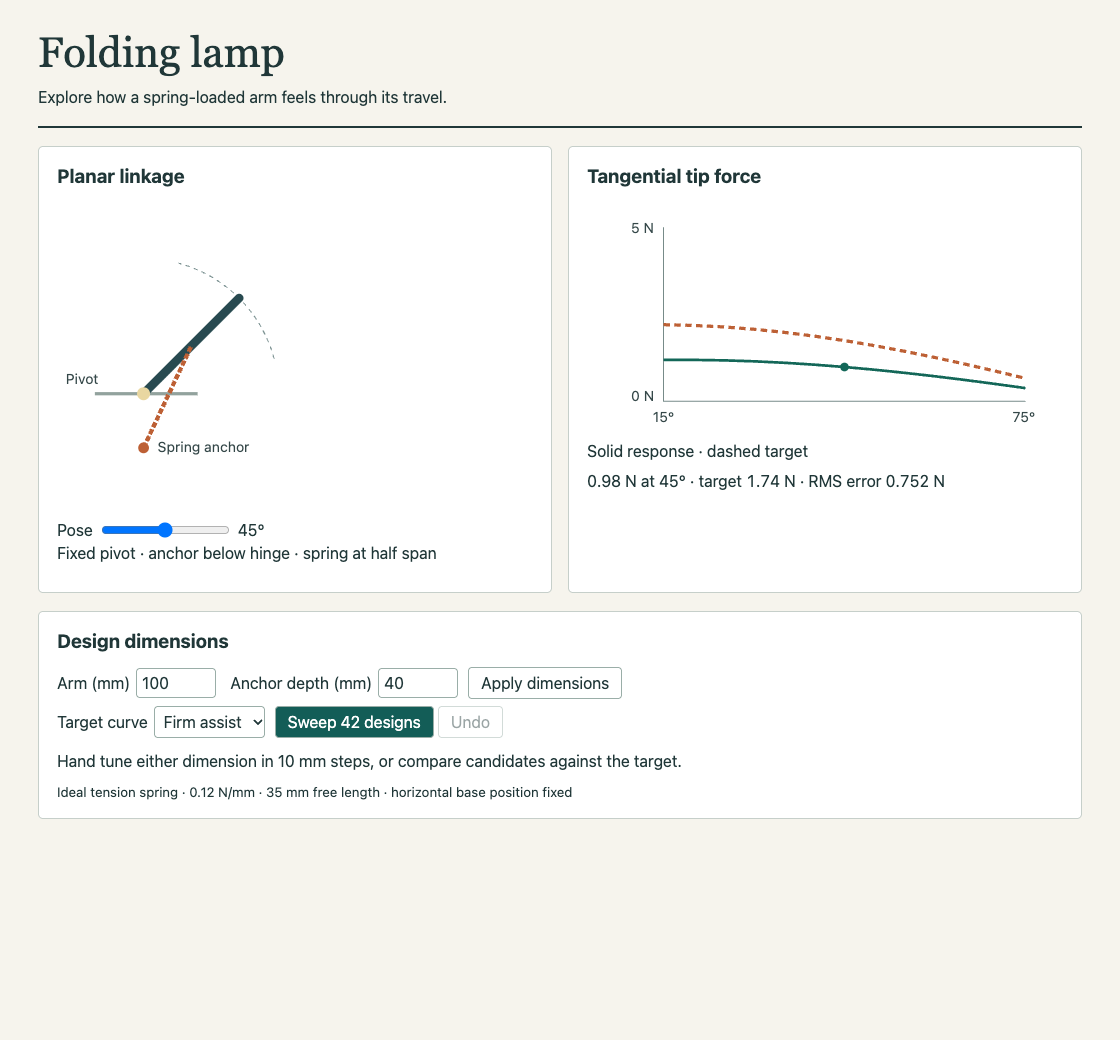 Folding lamp
Explore how a spring-loaded arm feels through its travel.
Planar linkage
Pivot
Spring anchor
Pose 45°
Fixed pivot · anchor below hinge · spring at half span
Tangential tip force
5 N
0 N
15° 75°
Solid response · dashed target
0.98 N at 45° · target 1.74 N · RMS error 0.752 N
Design dimensions
Arm (mm) 100 Anchor depth (mm) 40 Apply dimensions
Target curve Firm assist Sweep 42 designs Undo
Hand tune either dimension in 10 mm steps, or compare candidates against the target.
Ideal tension spring · 0.12 N/mm · 35 mm free length · horizontal base position fixed